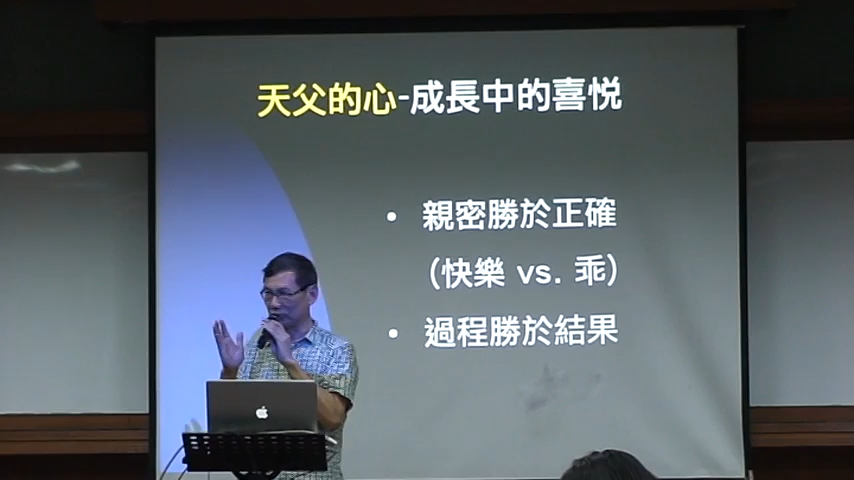 天父的心-成長中的喜悅
• 親密勝於正確
(快樂 vs. 乖)
• 過程勝於結果